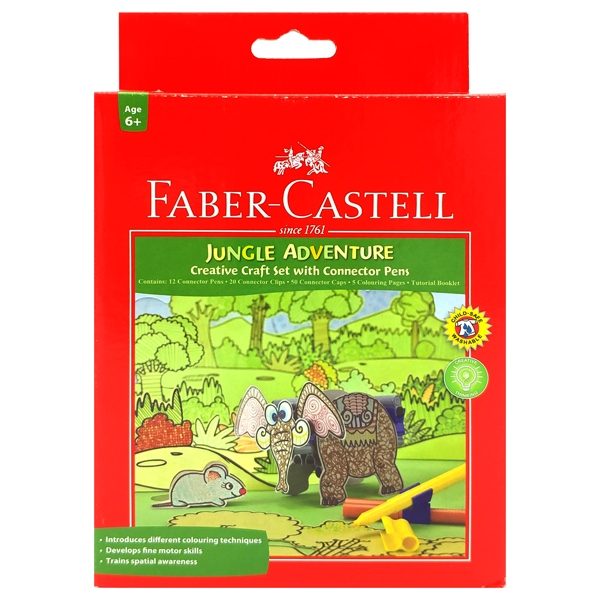 Age
6+
FABER-CASTELL
since 1761
JUNGLE ADVENTURE
Creative Craft Set with Connector Pens
Contains: 12 Connector Pens • 20 Connector Clips • 50 Connector Caps • 5 Colouring Pages • Tutorial Booklet
CHILD-SAFE
WASHABLE
CREATIVE
• Introduces different colouring techniques
• Develops fine motor skills
• Trains spatial awareness